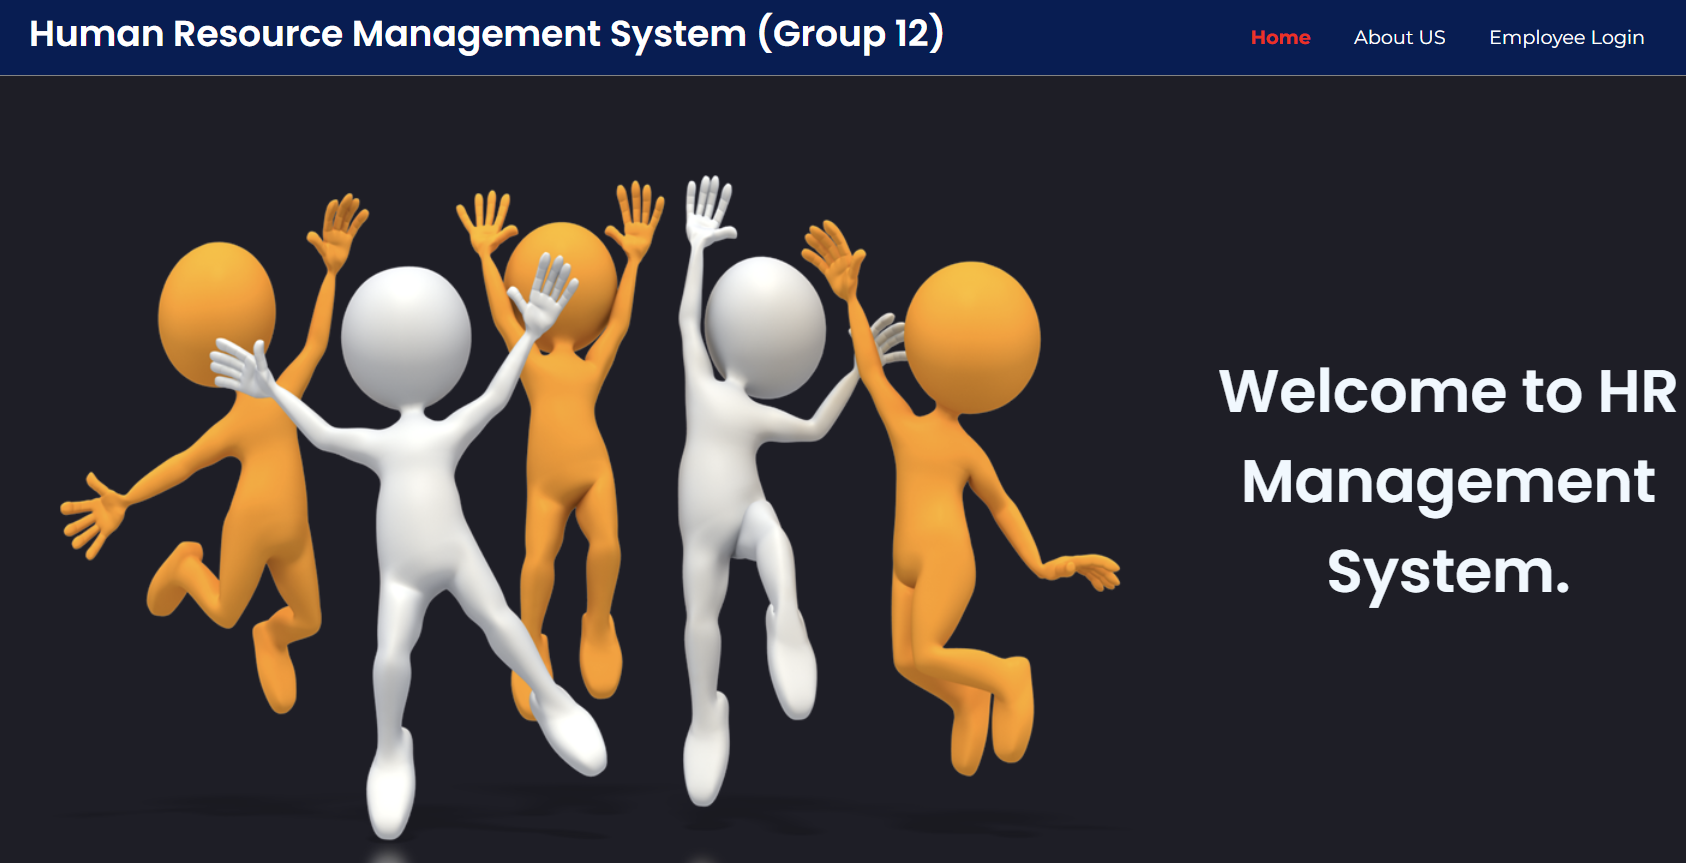 Human Resource Management System (Group 12)
Home
About US
Employee Login
Welcome to HR
Management
System.